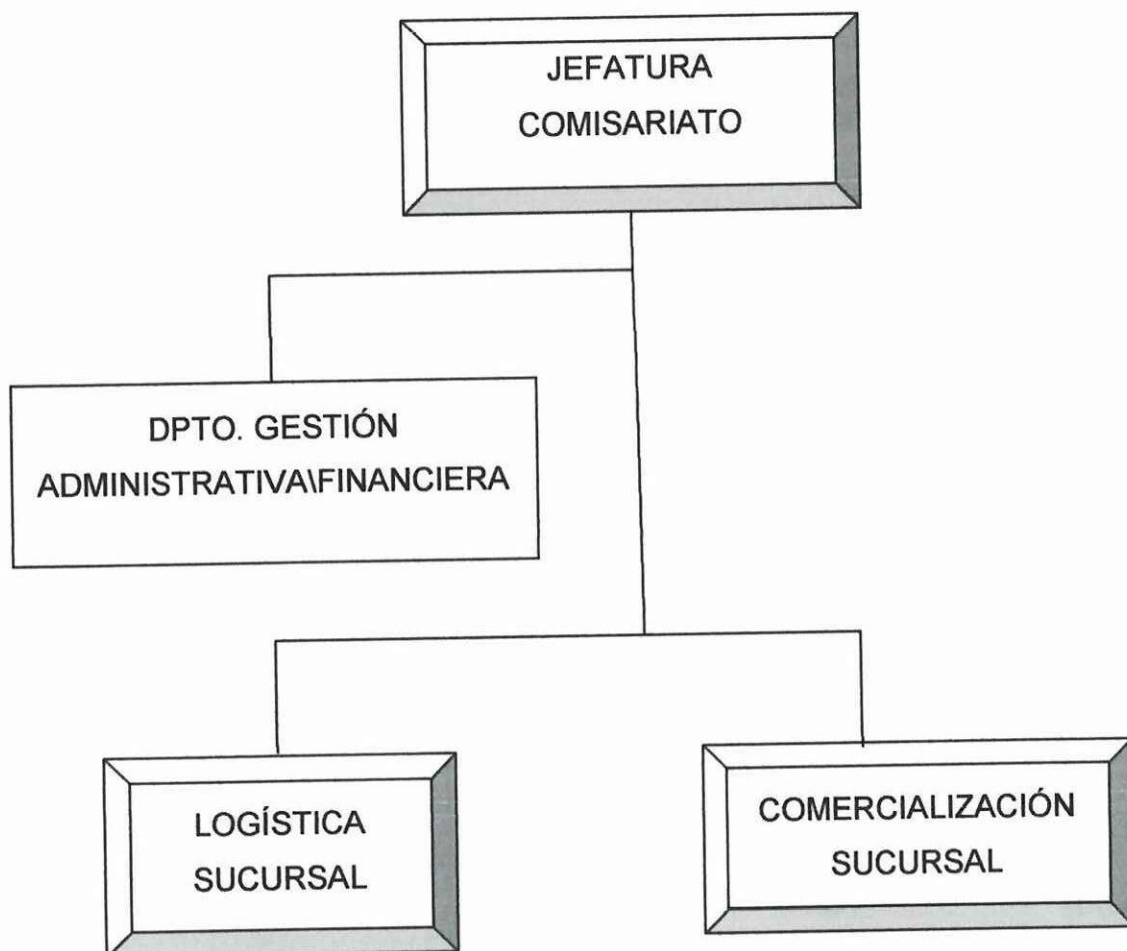 JEFATURA
COMISARIATO
DPTO. GESTIÓN
ADMINISTRATIVA\FINANCIERA
LOGÍSTICA
SUCURSAL
COMERCIALIZACIÓN
SUCURSAL